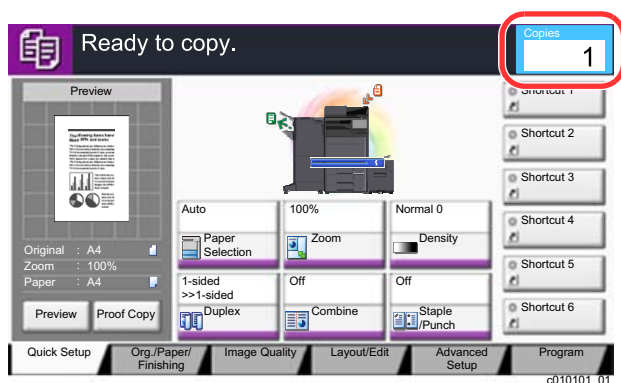 Ready to copy.
Copies
1
Preview
Original : A4
Zoom : 100%
Paper : A4
Preview
Proof Copy
Auto
Paper
Selection
100%
Zoom
Normal 0
Density
1-sided
>>1-sided
Duplex
Off
Combine
Off
Staple
/Punch
Shortcut 1
Shortcut 2
Shortcut 3
Shortcut 4
Shortcut 5
Shortcut 6
Quick Setup
Org./Paper/
Finishing
Image Quality
Layout/Edit
Advanced
Setup
Program
c010101_01